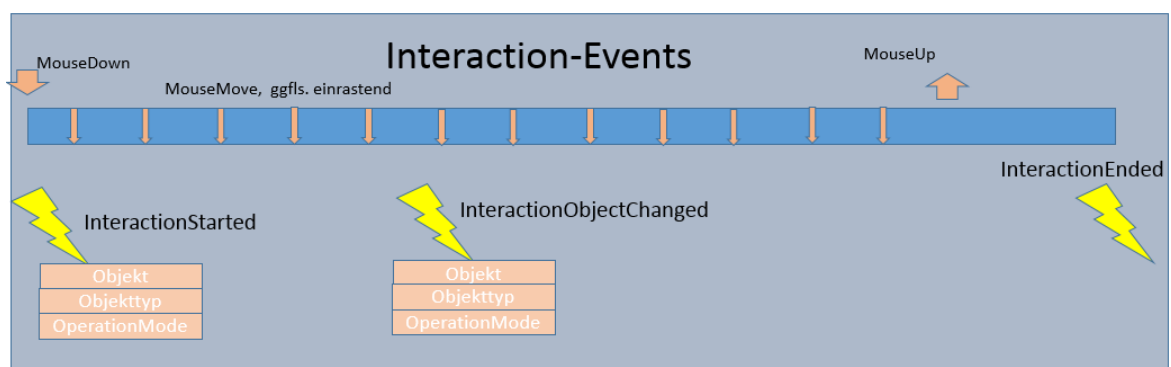 Interaction-Events
MouseDown
MouseUp
MouseMove, ggfls. einrastend
InteractionEnded
InteractionStarted
InteractionObjectChanged
Objekt
Objekttyp
OperationMode
Objekt
Objekttyp
OperationMode